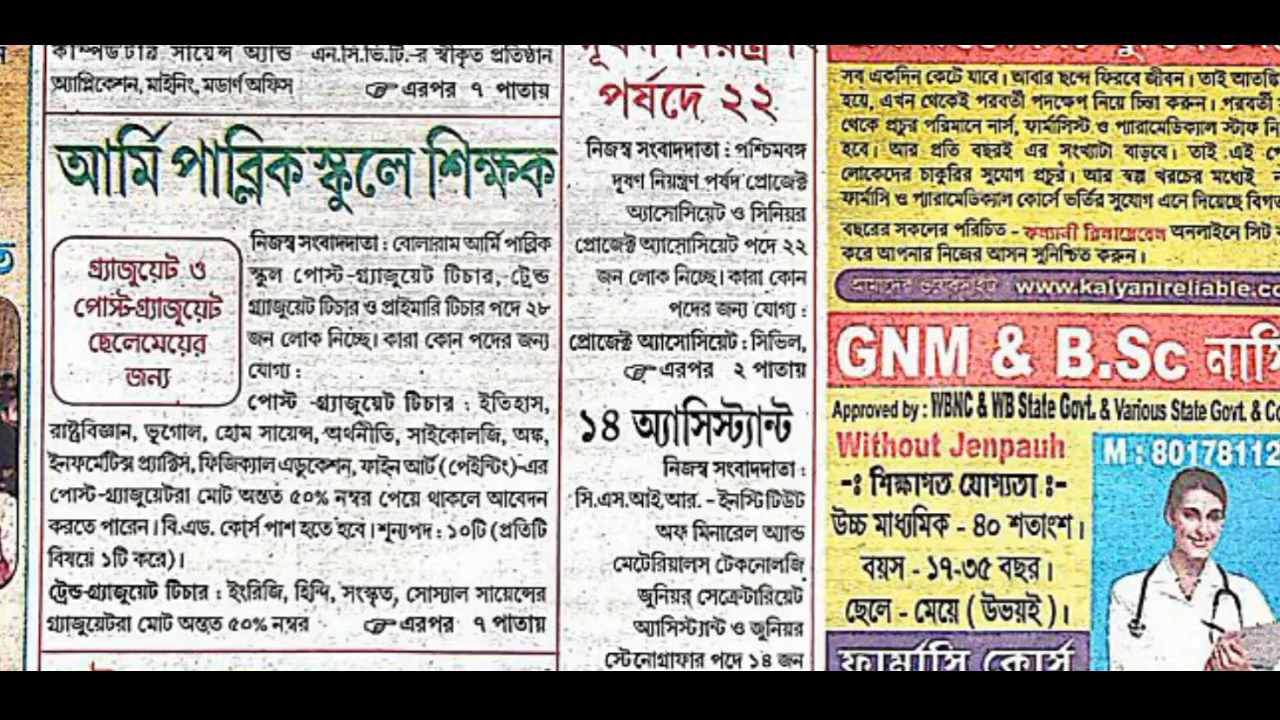 কম্পিউটার সায়েন্স অ্যান্ড
অ্যাপ্লিকেশন, মাইনিং, মডার্ণ অফিস
এন.সি.ভি.টি.-র স্বীকৃত প্রতিষ্ঠান
এরপর ৭ পাতায়
আর্মি পাব্লিক স্কুলে শিক্ষক
গ্র্যাজুয়েট ও
পোস্ট-গ্র্যাজুয়েট
ছেলেমেয়ের
জন্য
নিজস্ব সংবাদদাতা : বোলারাম আর্মি পাব্লিক
স্কুল পোস্ট-গ্র্যাজুয়েট টিচার, ট্রেন্ড
গ্র্যাজুয়েট টিচার ও প্রাইমারি টিচার পদে ২৮
জন লোক নিচ্ছে। কারা কোন পদের জন্য
যোগ্য :
পোস্ট -গ্র্যাজুয়েট টিচার : ইতিহাস,
রাষ্ট্রবিজ্ঞান, ভূগোল, হোম সায়েন্স, অর্থনীতি, সাইকোলজি, অঙ্ক,
ইনফর্মেটিক্স প্র্যাক্টিস, ফিজিক্যাল এডুকেশন, ফাইন আর্ট (পেইন্টিং)-এর
পোস্ট-গ্র্যাজুয়েটরা মোট অন্তত ৫০% নম্বর পেয়ে থাকলে আবেদন
করতে পারেন। বি.এড. কোর্স পাশ হতে হবে। শূন্যপদ : ১০টি (প্রতিটি
বিষয়ে ১টি করে)।
ট্রেন্ড-গ্র্যাজুয়েট টিচার : ইংরিজি, হিন্দি, সংস্কৃত, সোস্যাল সায়েন্সের
গ্র্যাজুয়েটরা মোট অন্তত ৫০% নম্বর এরপর ৭ পাতায়
পর্ষদে ২২
নিজস্ব সংবাদদাতা : পশ্চিমবঙ্গ
দূষণ নিয়ন্ত্রণ পর্ষদ প্রোজেক্ট
অ্যাসোসিয়েট ও সিনিয়র
প্রোজেক্ট অ্যাসোসিয়েট পদে ২২
জন লোক নিচ্ছে। কারা কোন
পদের জন্য যোগ্য :
প্রোজেক্ট অ্যাসোসিয়েট : সিভিল,
এরপর ২ পাতায়
১৪ অ্যাসিস্ট্যান্ট
নিজস্ব সংবাদদাতা :
সি.এস.আই.আর. - ইনস্টিটিউট
অফ মিনারেল অ্যান্ড
মেটেরিয়ালস টেকনোলজি
জুনিয়র সেক্রেটারিয়েট
অ্যাসিস্ট্যান্ট ও জুনিয়র
স্টেনোগ্রাফার পদে ১৪ জন
সব একদিন কেটে যাবে। আবার ছন্দে ফিরবে জীবন। তাই
হয়ে, এখন থেকেই পরবর্তী পদক্ষেপ নিয়ে চিন্তা করুন। পরবর্তী
থেকে প্রচুর পরিমানে নার্স, ফার্মাসিস্ট ও প্যারামেডিক্যাল স্টাফ
হবে। আর প্রতি বছরই এর সংখ্যাটা বাড়বে। তাই এই
লোকেদের চাকুরির সুযোগ প্রচুর। আর স্বল্প খরচের মধ্যেই
ফার্মাসি ও প্যারামেডিক্যাল কোর্সে ভর্তির সুযোগ এনে দিয়েছে
বছরের সকলের পরিচিত - কল্যাণী রিলায়েবেল অনলাইনে সিট
করে আপনার নিজের আসন সুনিশ্চিত করুন।
www.kalyanireliable.co
GNM & B.Sc
Approved by : WBNC & WB State Govt. & Various State Govt. & Co
Without Jenpauh
M : 80178112
-ঃ শিক্ষাগত যোগ্যতা ঃ-
উচ্চ মাধ্যমিক - ৪০ শতাংশ।
বয়স - ১৭-৩৫ বছর।
ছেলে - মেয়ে ( উভয়ই )।
ফার্মাসি কোর্স